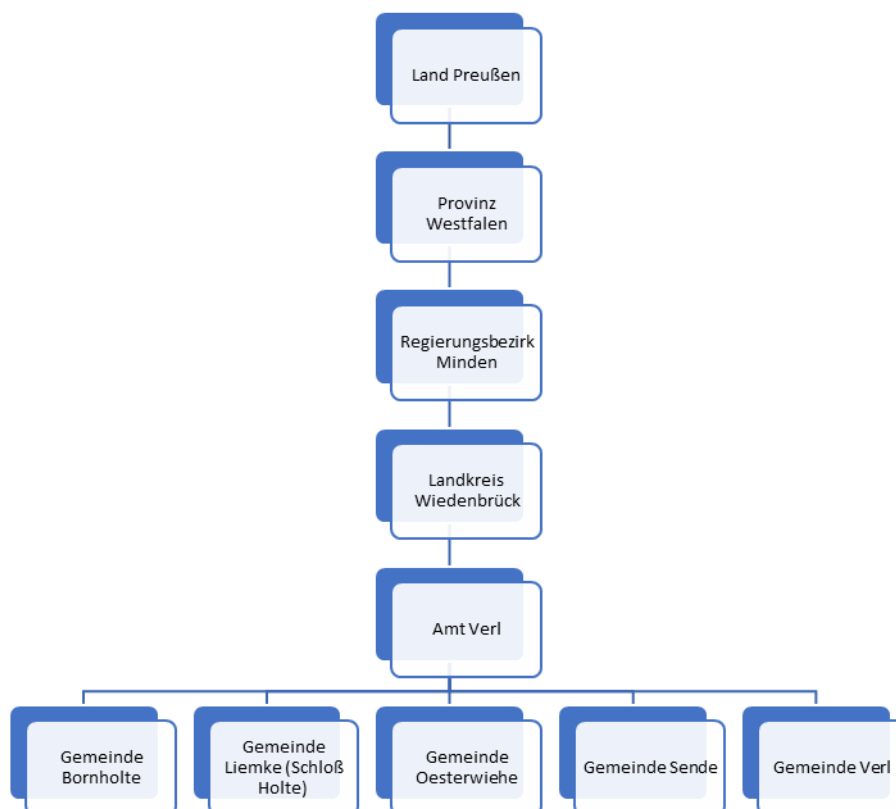 Land Preußen
Provinz
Westfalen
Regierungsbezirk
Minden
Landkreis
Wiedenbrück
Amt Verl
Gemeinde
Bornholte
Gemeinde
Liemke (Schloß
Holte)
Gemeinde
Oesterwiehe
Gemeinde Sende
Gemeinde Verl